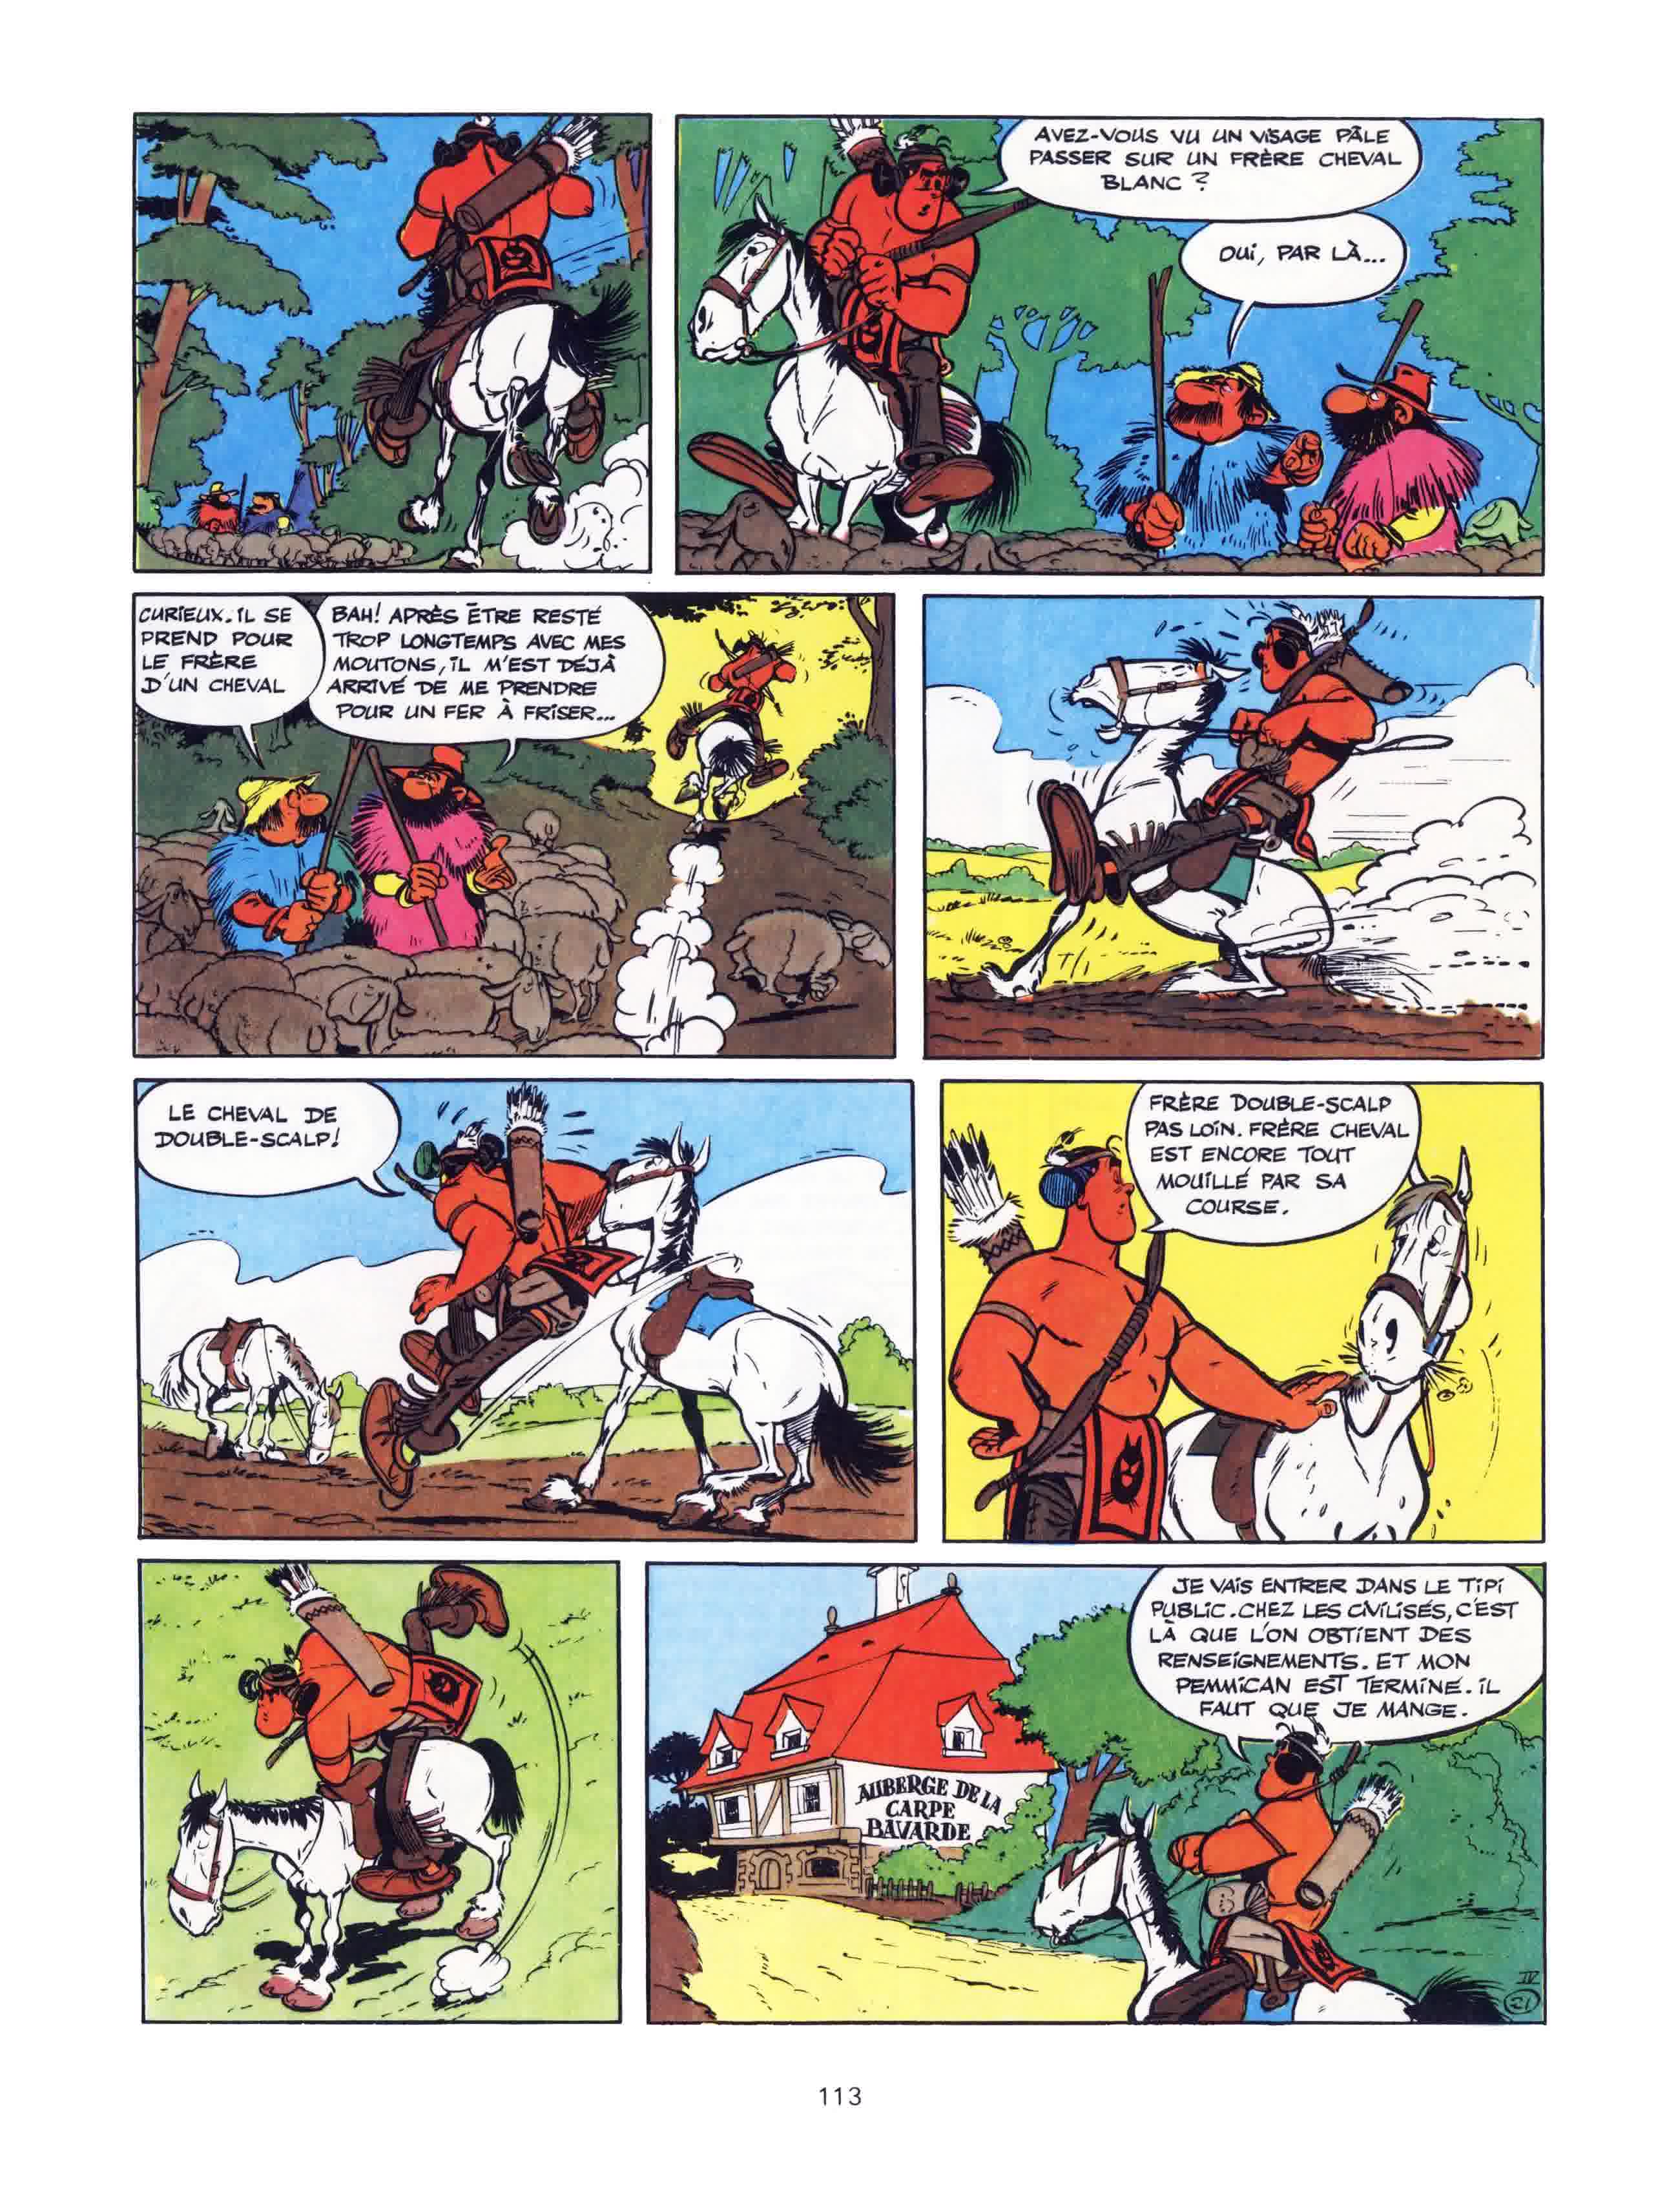 AVEZ-VOUS VU UN VISAGE PÂLE
PASSER SUR UN FRÈRE CHEVAL
BLANC ?
OUI, PAR LÀ...
CURIEUX. IL SE
PREND POUR
LE FRÈRE
D'UN CHEVAL
BAH! APRÈS ÊTRE RESTÉ
TROP LONGTEMPS AVEC MES
MOUTONS, IL M'EST DÉJÀ
ARRIVÉ DE ME PRENDRE
POUR UN FER À FRISER...
LE CHEVAL DE
DOUBLE-SCALP!
FRÈRE DOUBLE-SCALP
PAS LOIN. FRÈRE CHEVAL
EST ENCORE TOUT
MOUILLÉ PAR SA
COURSE.
JE VAIS ENTRER DANS LE TIPI
PUBLIC. CHEZ LES CIVILISÉS, C'EST
LÀ QUE L'ON OBTIENT DES
RENSEIGNEMENTS. ET MON
PEMMICAN EST TERMINÉ. IL
FAUT QUE JE MANGE.
AUBERGE DE LA
CARPE
BAVARDE
IV
21
113